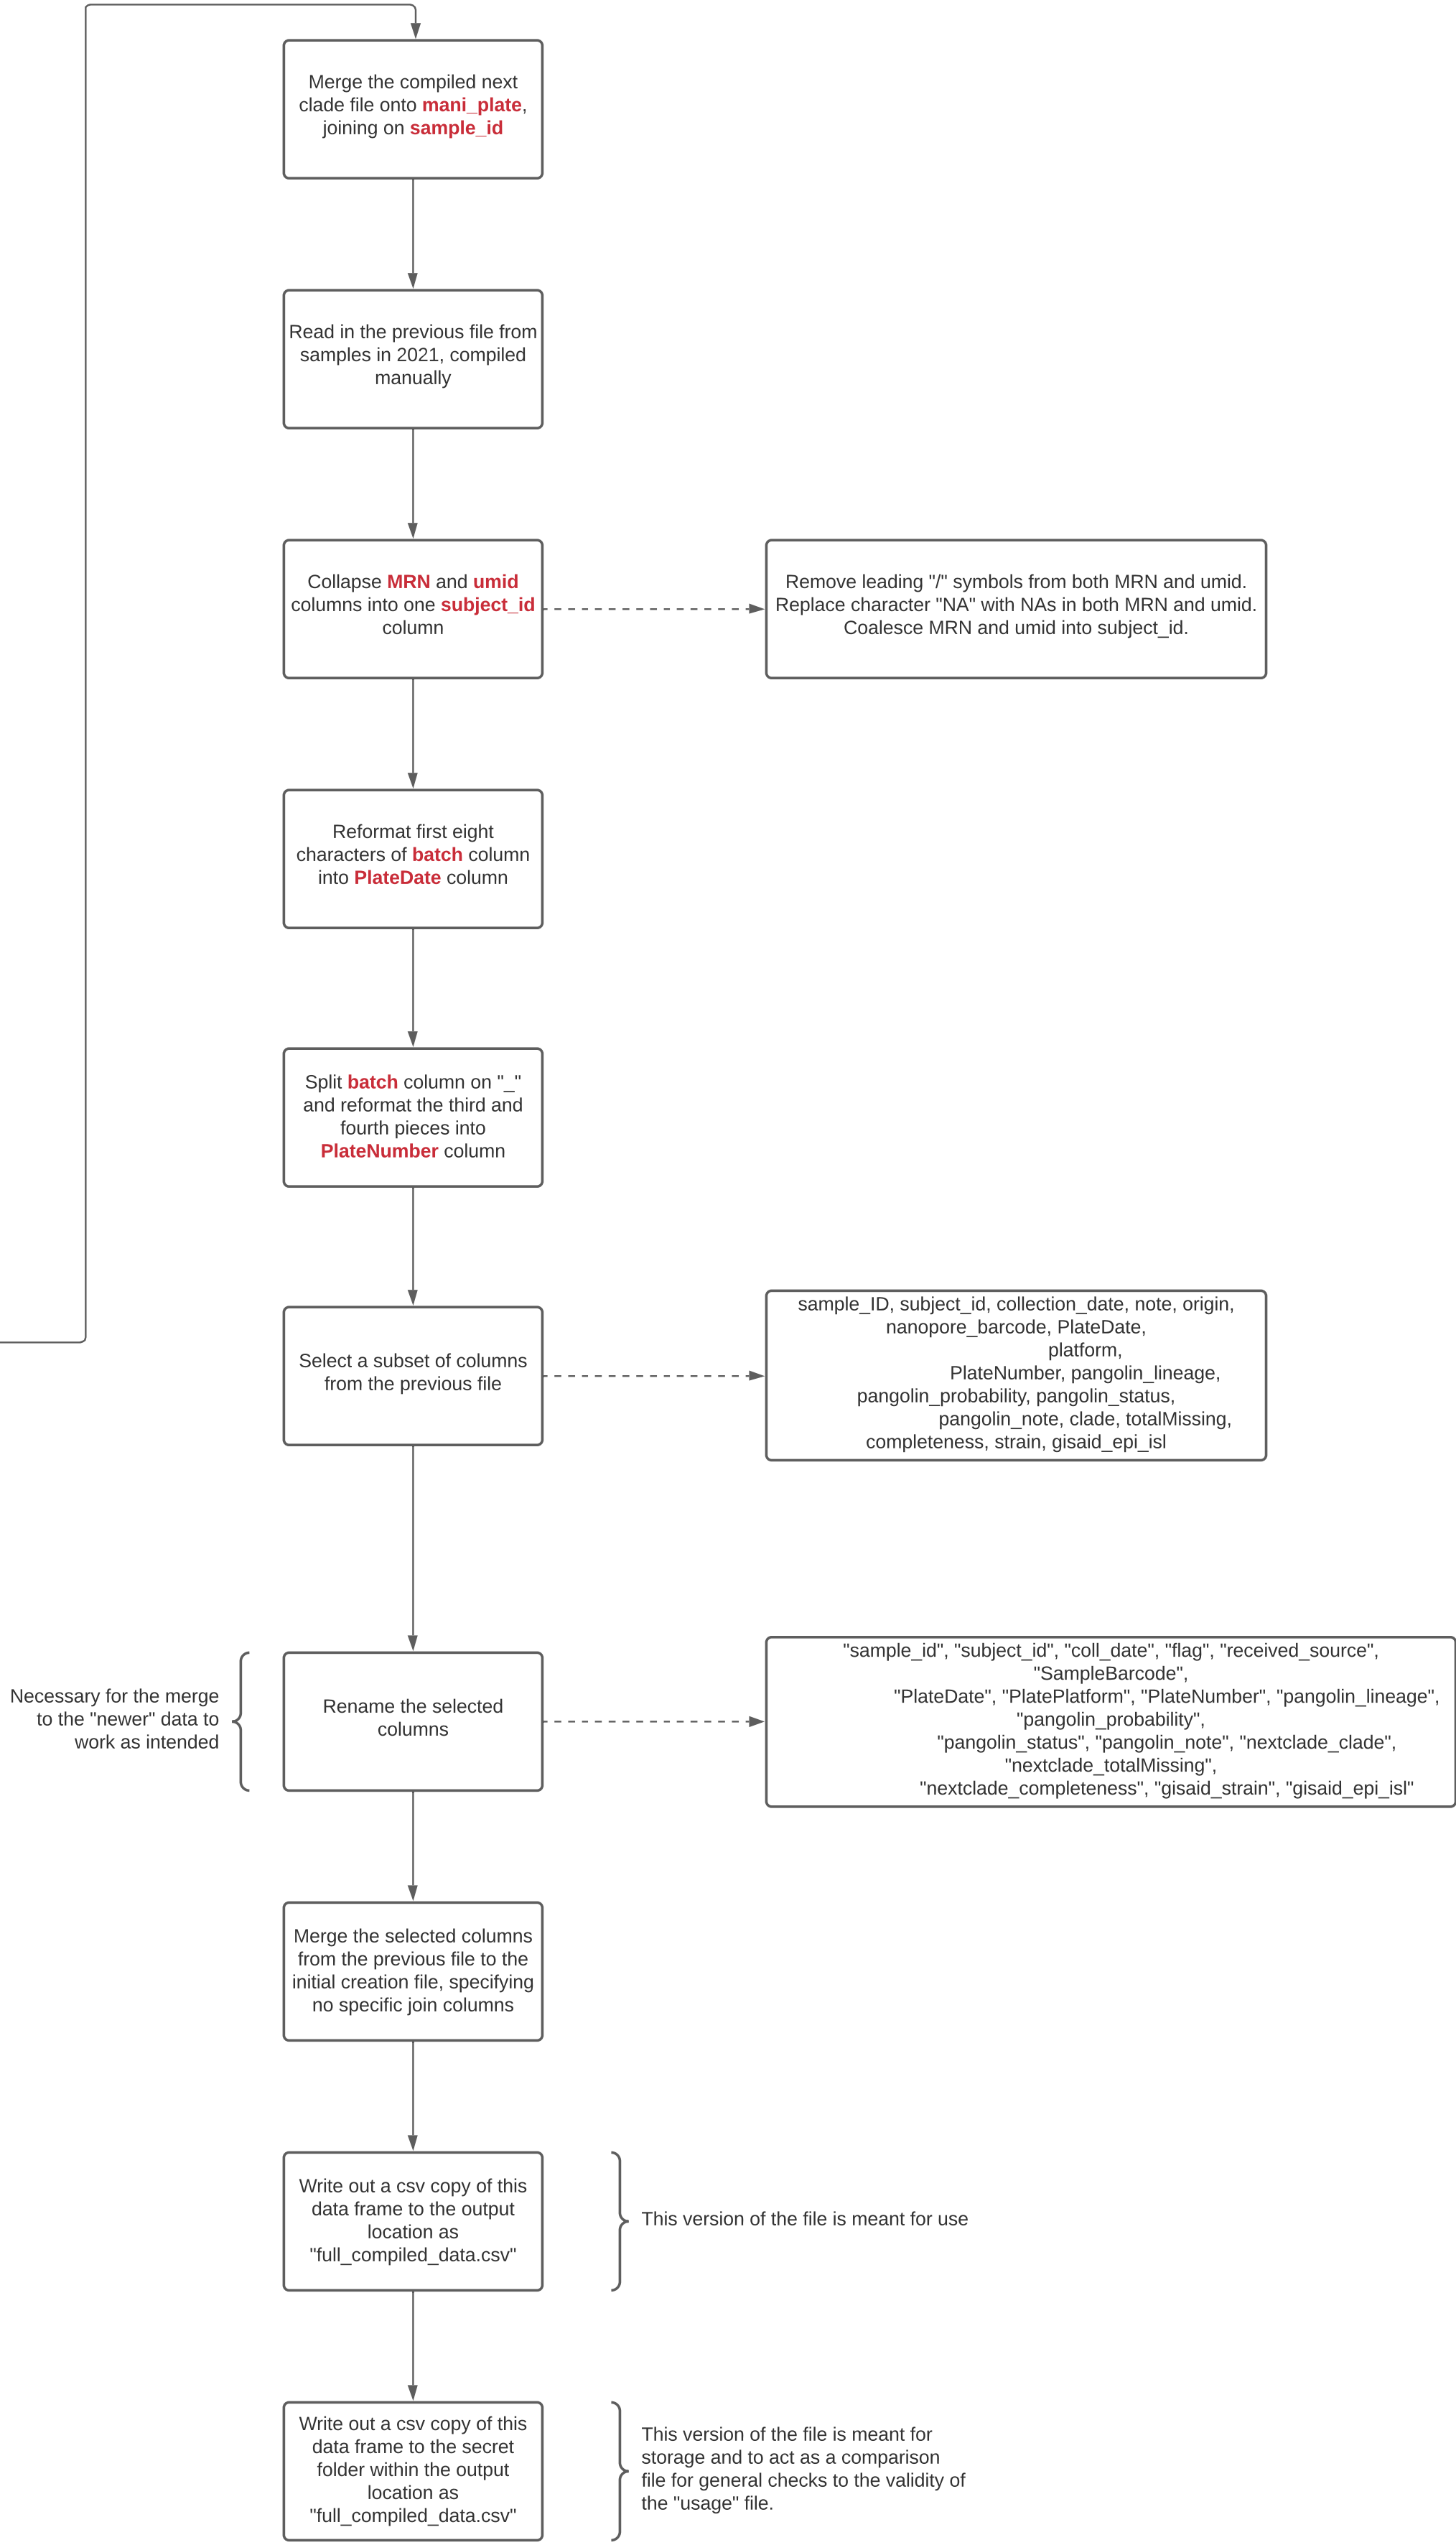 Merge the compiled next
clade file onto mani_plate,
joining on sample_id
Read in the previous file from
samples in 2021, compiled
manually
Collapse MRN and umid
columns into one subject_id
column
Remove leading "/" symbols from both MRN and umid.
Replace character "NA" with NAs in both MRN and umid.
Coalesce MRN and umid into subject_id.
Reformat first eight
characters of batch column
into PlateDate column
Split batch column on "_"
and reformat the third and
fourth pieces into
PlateNumber column
Select a subset of columns
from the previous file
sample_ID, subject_id, collection_date, note, origin,
nanopore_barcode, PlateDate,
platform,
PlateNumber, pangolin_lineage,
pangolin_probability, pangolin_status,
pangolin_note, clade, totalMissing,
completeness, strain, gisaid_epi_isl
Necessary for the merge
to the "newer" data to
work as intended
Rename the selected
columns
"sample_id", "subject_id", "coll_date", "flag", "received_source",
"SampleBarcode",
"PlateDate", "PlatePlatform", "PlateNumber", "pangolin_lineage",
"pangolin_probability",
"pangolin_status", "pangolin_note", "nextclade_clade",
"nextclade_totalMissing",
"nextclade_completeness", "gisaid_strain", "gisaid_epi_isl"
Merge the selected columns
from the previous file to the
initial creation file, specifying
no specific join columns
Write out a csv copy of this
data frame to the output
location as
"full_compiled_data.csv"
This version of the file is meant for use
Write out a csv copy of this
data frame to the secret
folder within the output
location as
"full_compiled_data.csv"
This version of the file is meant for
storage and to act as a comparison
file for general checks to the validity of
the "usage" file.